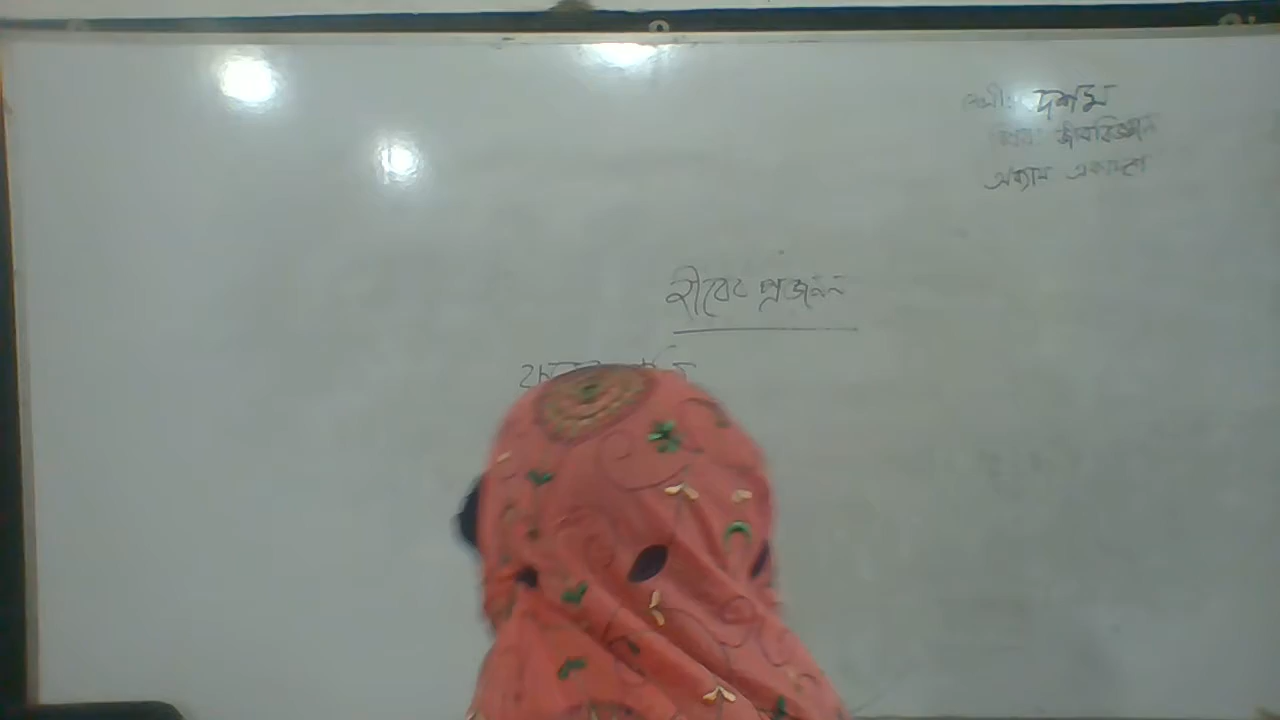 শ্রেণী: দশম
বিষয়: জীববিজ্ঞান
অধ্যায় একাদশ
জীবের প্রজনন